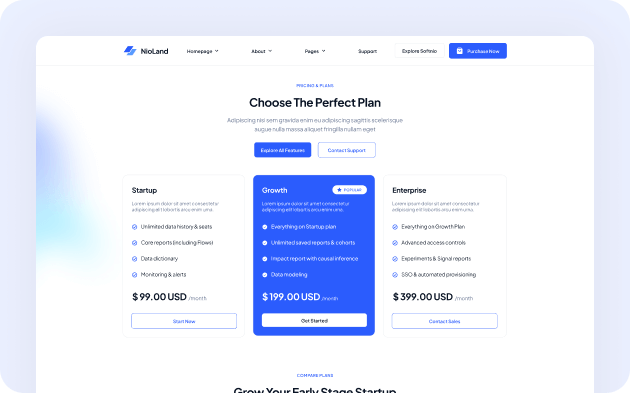 NioLand
Homepage
About
Pages
Support
Explore Softnio
Purchase Now
PRICING & PLANS
Choose The Perfect Plan
Adipiscing nisi sem gravida enim eu adipiscing sagittis scelerisque
augue nulla massa aliquet fringilla nullam eget
Explore All Features
Contact Support
Startup
Lorem ipsum dolor sit amet consectetur
adipiscing elit lobortis arcu enim urna.
Unlimited data history & seats
Core reports (including Flows)
Data dictionary
Monitoring & alerts
$ 99.00 USD /month
Start Now
Growth
POPULAR
Lorem ipsum dolor sit amet consectetur
adipiscing elit lobortis arcu enim urna.
Everything on Startup plan
Unlimited saved reports & cohorts
Impact report with causal inference
Data modeling
$ 199.00 USD /month
Get Started
Enterprise
Lorem ipsum dolor sit amet consectetur
adipiscing elit lobortis arcu enim urna.
Everything on Growth Plan
Advanced access controls
Experiments & Signal reports
SSO & automated provisioning
$ 399.00 USD /month
Contact Sales
COMPARE PLANS
Grow Your Early Stage Startup